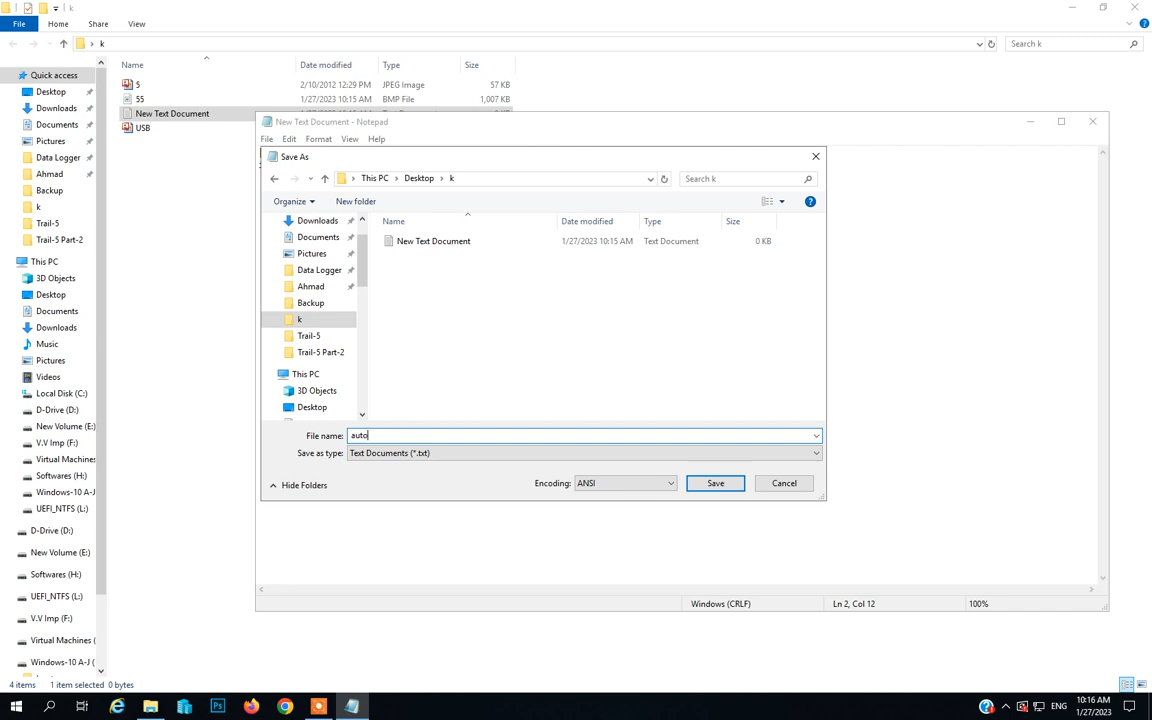 k
File Home Share View
k
Search k
Name Date modified Type Size
5 2/10/2012 12:29 PM JPEG Image 57 KB
55 1/27/2023 10:15 AM BMP File 1,007 KB
New Text Document
USB
Quick access
Desktop
Downloads
Documents
Pictures
Data Logger
Ahmad
Backup
k
Trail-5
Trail-5 Part-2
This PC
3D Objects
Desktop
Documents
Downloads
Music
Pictures
Videos
Local Disk (C:)
D-Drive (D:)
New Volume (E:)
V.V Imp (F:)
Virtual Machines
Softwares (H:)
Windows-10 A-J
UEFI_NTFS (L:)
D-Drive (D:)
New Volume (E:)
Softwares (H:)
UEFI_NTFS (L:)
V.V Imp (F:)
Virtual Machines (
Windows-10 A-J (
4 items 1 item selected 0 bytes
New Text Document - Notepad
File Edit Format View Help
Save As
This PC Desktop k
Search k
Organize New folder
Downloads
Documents
Pictures
Data Logger
Ahmad
Backup
k
Trail-5
Trail-5 Part-2
This PC
3D Objects
Desktop
Name Date modified Type Size
New Text Document 1/27/2023 10:15 AM Text Document 0 KB
File name: auto
Save as type: Text Documents (*.txt)
Hide Folders Encoding: ANSI Save Cancel
Windows (CRLF) Ln 2, Col 12 100%
Ps
ENG
10:16 AM
1/27/2023